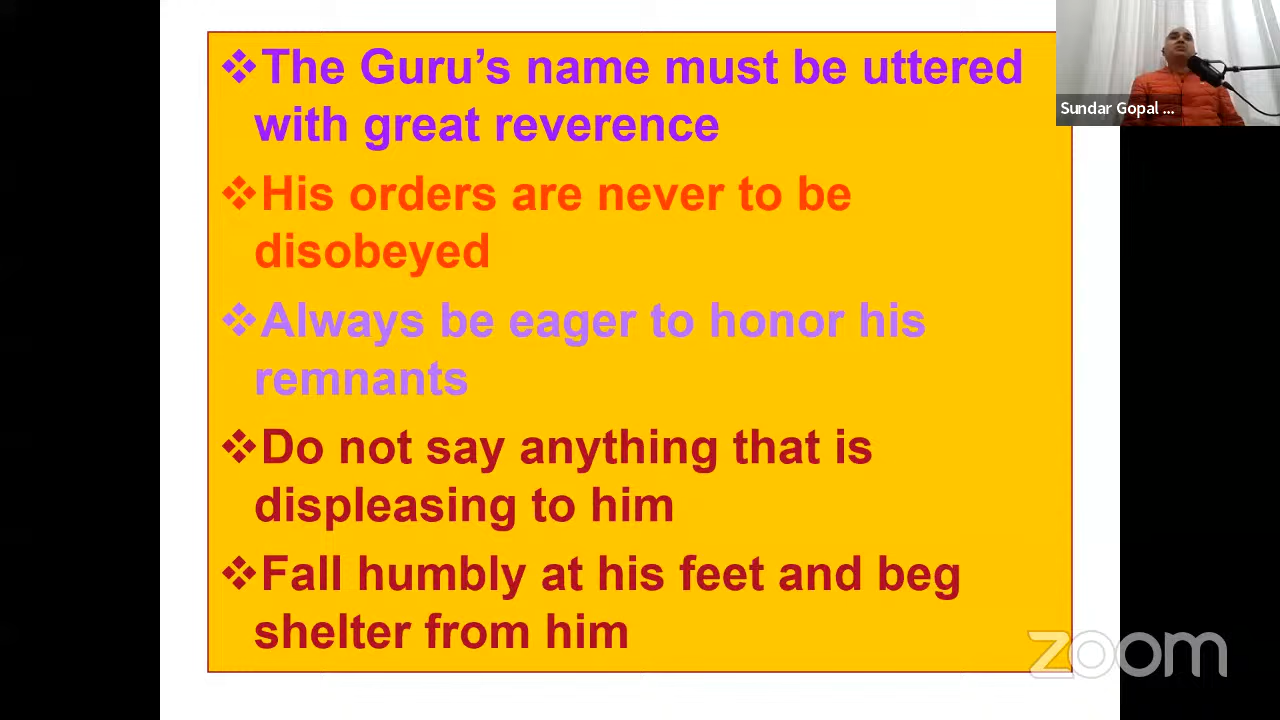 ❖The Guru’s name must be uttered
with great reverence
❖His orders are never to be
disobeyed
❖Always be eager to honor his
remnants
❖Do not say anything that is
displeasing to him
❖Fall humbly at his feet and beg
shelter from him
Sundar Gopal ...
zoom